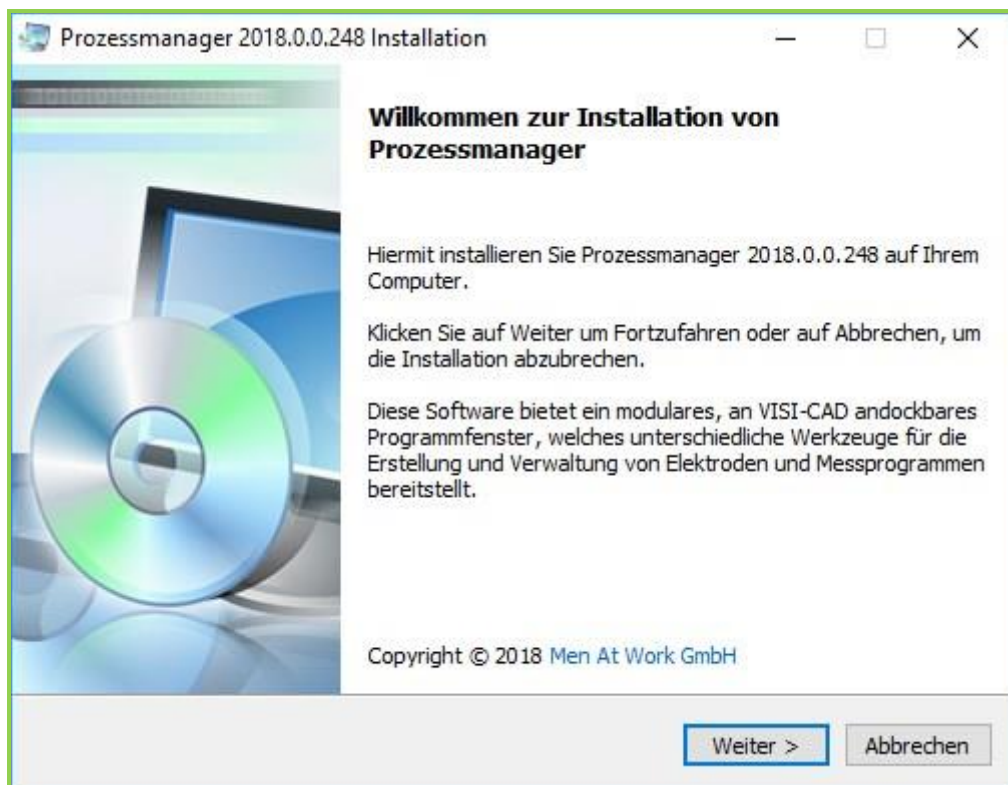 Prozessmanager 2018.0.0.248 Installation
Willkommen zur Installation von
Prozessmanager
Hiermit installieren Sie Prozessmanager 2018.0.0.248 auf Ihrem
Computer.
Klicken Sie auf Weiter um Fortzufahren oder auf Abbrechen, um
die Installation abzubrechen.
Diese Software bietet ein modulares, an VISI-CAD andockbares
Programmfenster, welches unterschiedliche Werkzeuge für die
Erstellung und Verwaltung von Elektroden und Messprogrammen
bereitstellt.
Copyright © 2018 Men At Work GmbH
Weiter >
Abbrechen